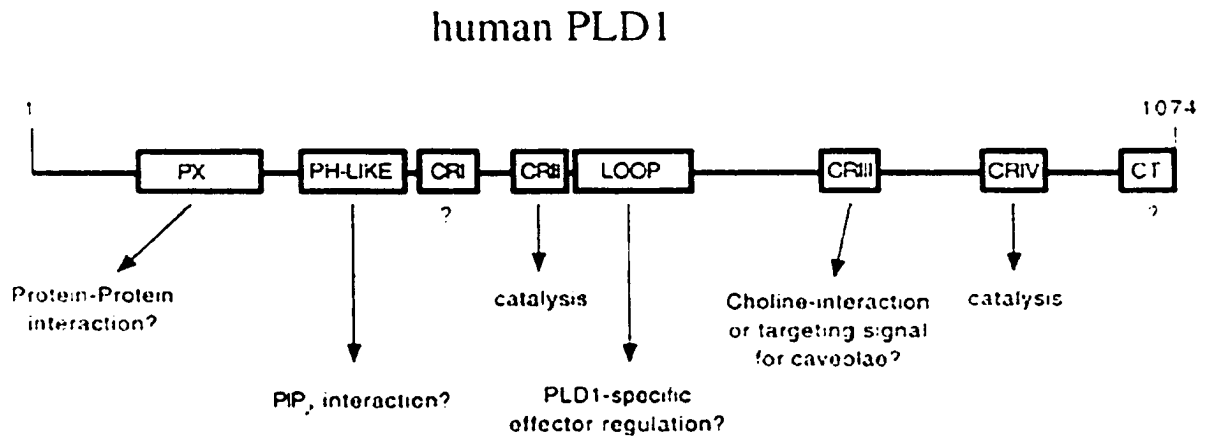 human PLD1
1 1074
PX PH-LIKE CRI CRII LOOP CRIII CRIV CT
? ?
Protein-Protein
interaction?
catalysis
Choline-interaction
or targeting signal
for caveolae?
catalysis
PIP2 interaction?
PLD1-specific
effector regulation?